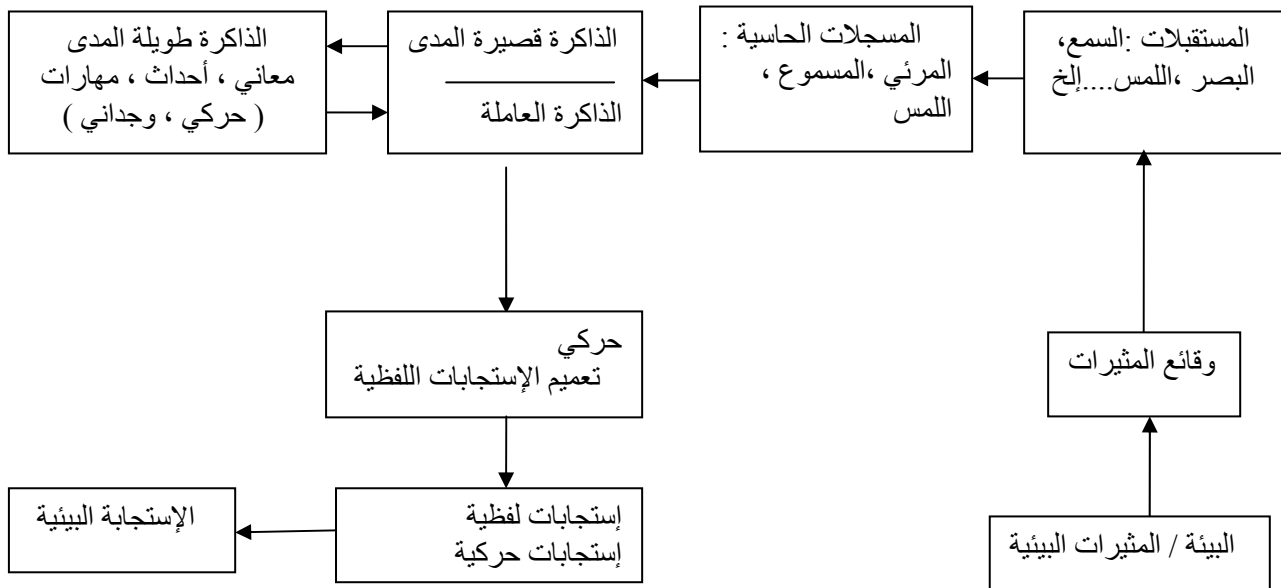 المستقبلات :السمع،
البصر ،اللمس....إلخ
المسجلات الحاسية :
المرئي ،المسموع ،
اللمس
الذاكرة قصيرة المدى
الذاكرة العاملة
الذاكرة طويلة المدى
معاني ، أحداث ، مهارات
( حركي ، وجداني )
حركي
تعميم الإستجابات اللفظية
وقائع المثيرات
إستجابات لفظية
إستجابات حركية
الإستجابة البيئية
البيئة / المثيرات البيئية